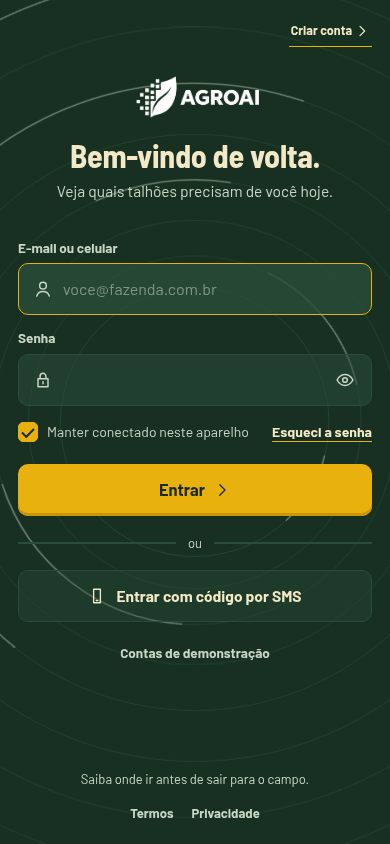 Criar conta
AGROAI
Bem-vindo de volta.
Veja quais talhões precisam de você hoje.
E-mail ou celular
voce@fazenda.com.br
Senha
Manter conectado neste aparelho
Esqueci a senha
Entrar
ou
Entrar com código por SMS
Contas de demonstração
Saiba onde ir antes de sair para o campo.
Termos
Privacidade